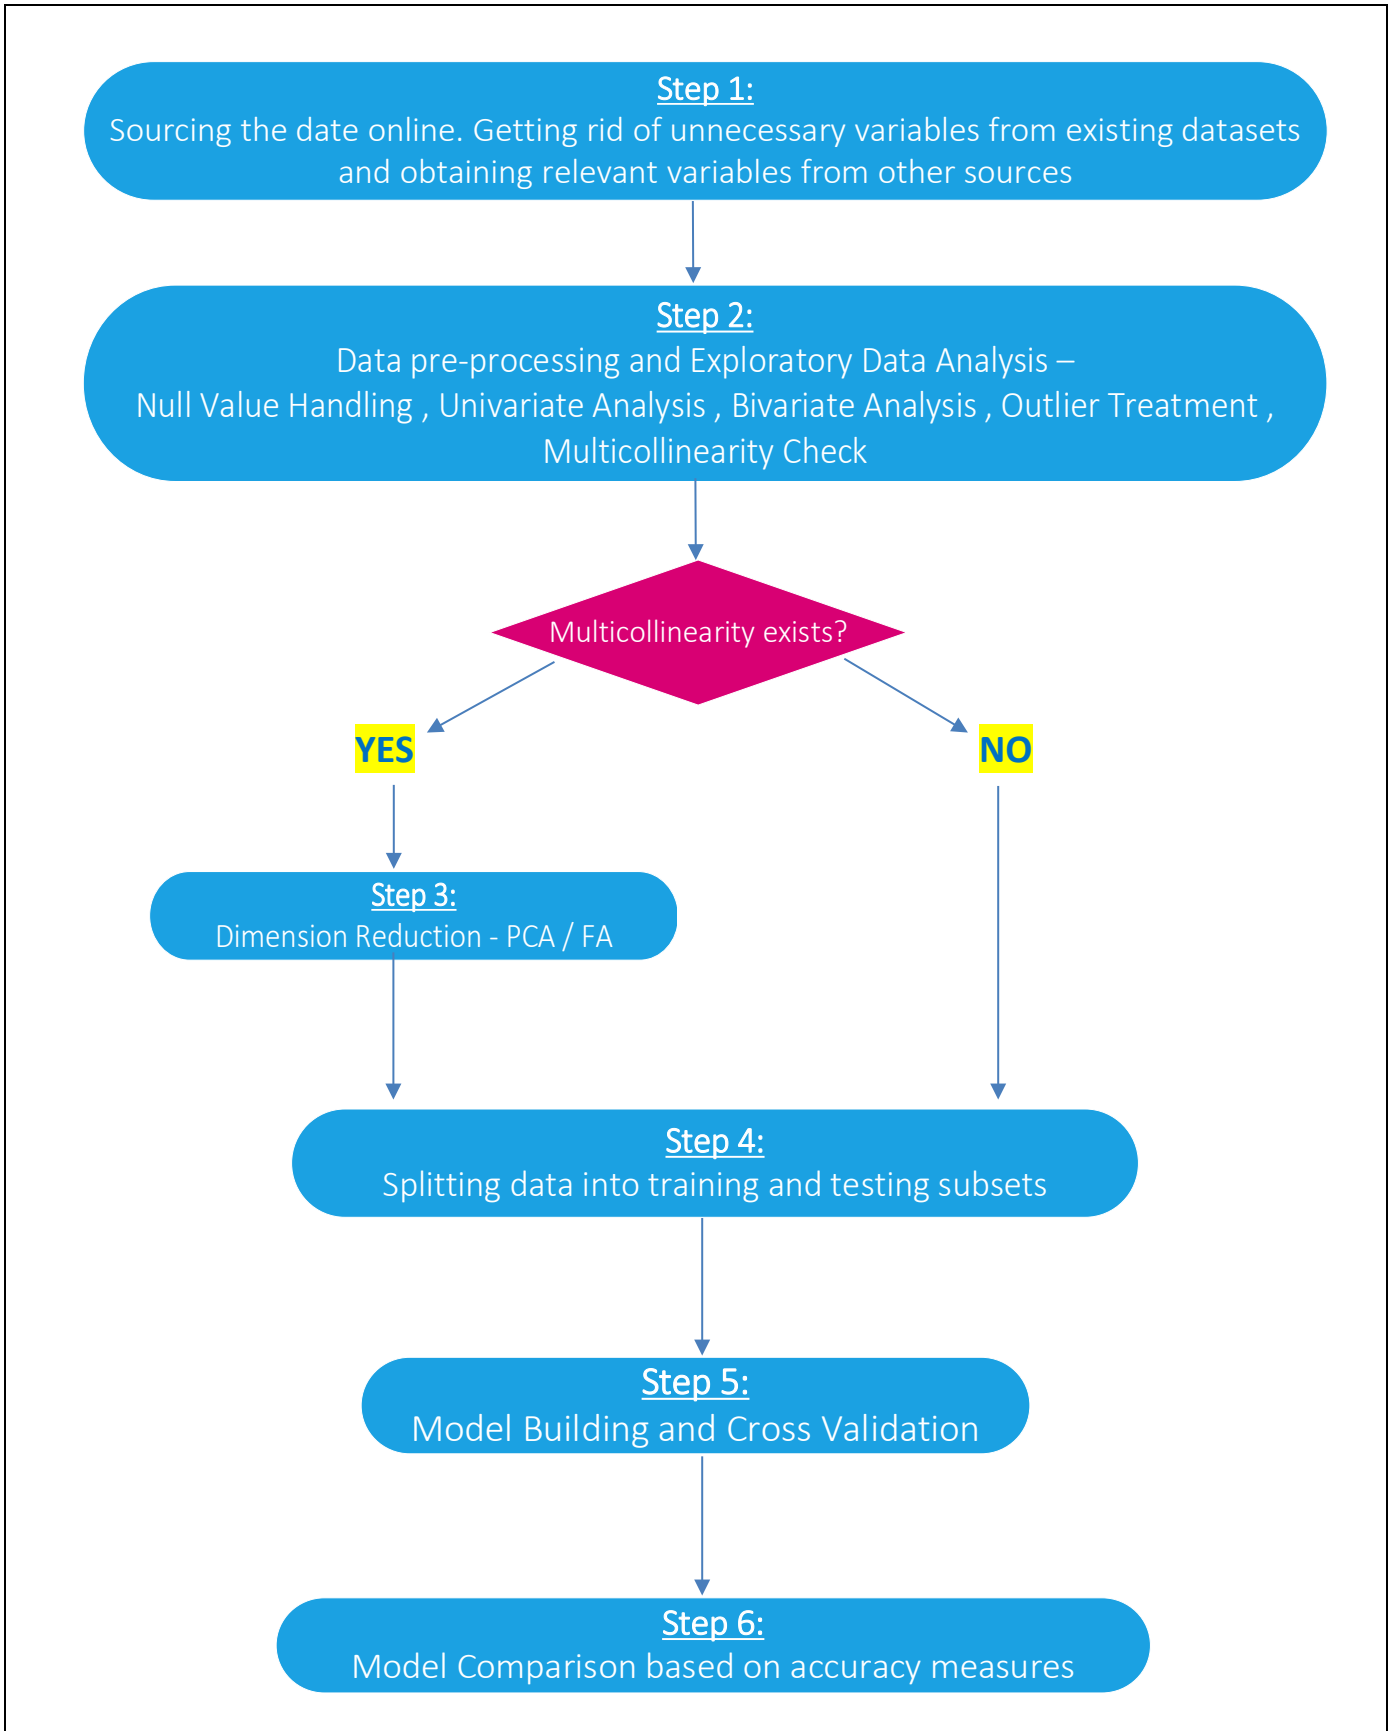 Step 1:
Sourcing the date online. Getting rid of unnecessary variables from existing datasets
and obtaining relevant variables from other sources
Step 2:
Data pre-processing and Exploratory Data Analysis –
Null Value Handling , Univariate Analysis , Bivariate Analysis , Outlier Treatment ,
Multicollinearity Check
Multicollinearity exists?
YES
NO
Step 3:
Dimension Reduction - PCA / FA
Step 4:
Splitting data into training and testing subsets
Step 5:
Model Building and Cross Validation
Step 6:
Model Comparison based on accuracy measures